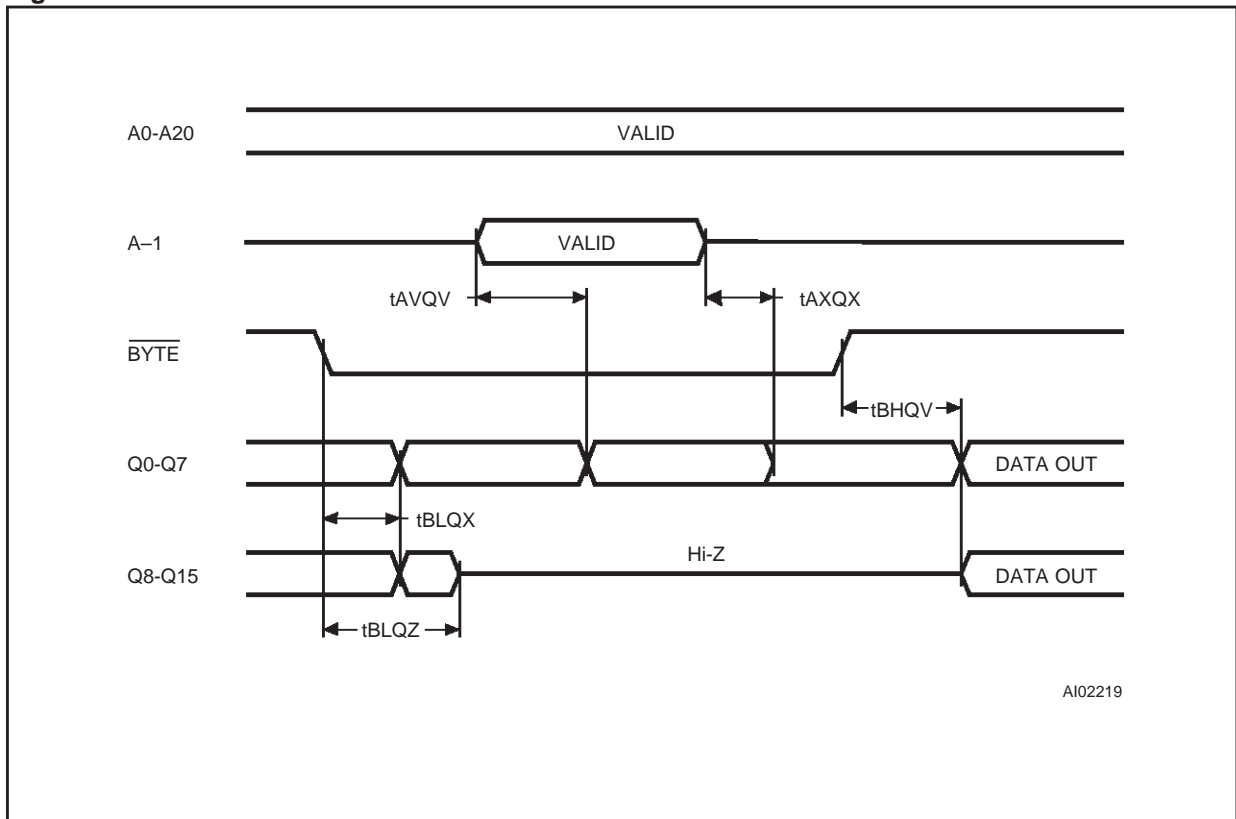 A0-A20
VALID
A–1
VALID
tAVQV
tAXQX
BYTE
tBHQV
Q0-Q7
DATA OUT
tBLQX
Hi-Z
Q8-Q15
DATA OUT
tBLQZ
AI02219